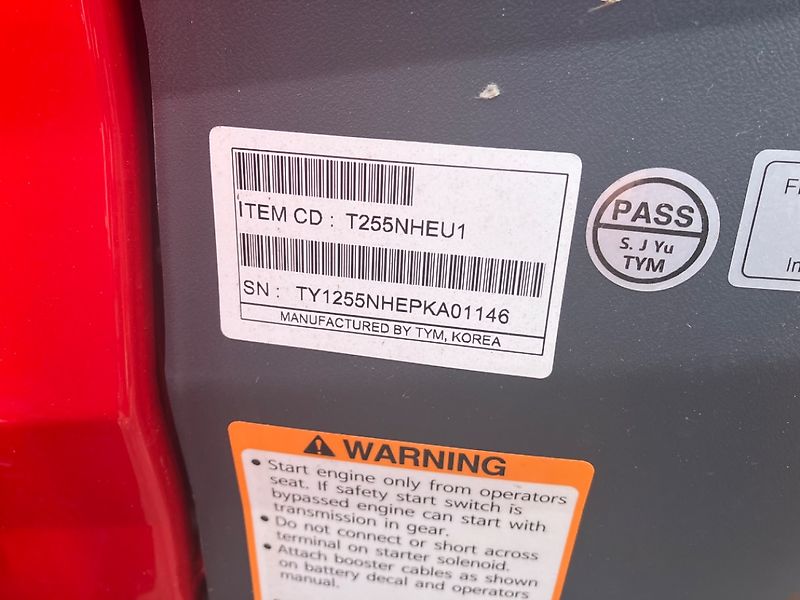 ITEM CD : T255NHEU1
SN : TY1255NHEPKA01146
MANUFACTURED BY TYM, KOREA
PASS
S. J Yu
TYM
WARNING
• Start engine only from operators
seat. If safety start switch is
bypassed engine can start with
transmission in gear.
• Do not connect or short across
terminal on starter solenoid.
• Attach booster cables as shown
on battery decal and operators
manual.